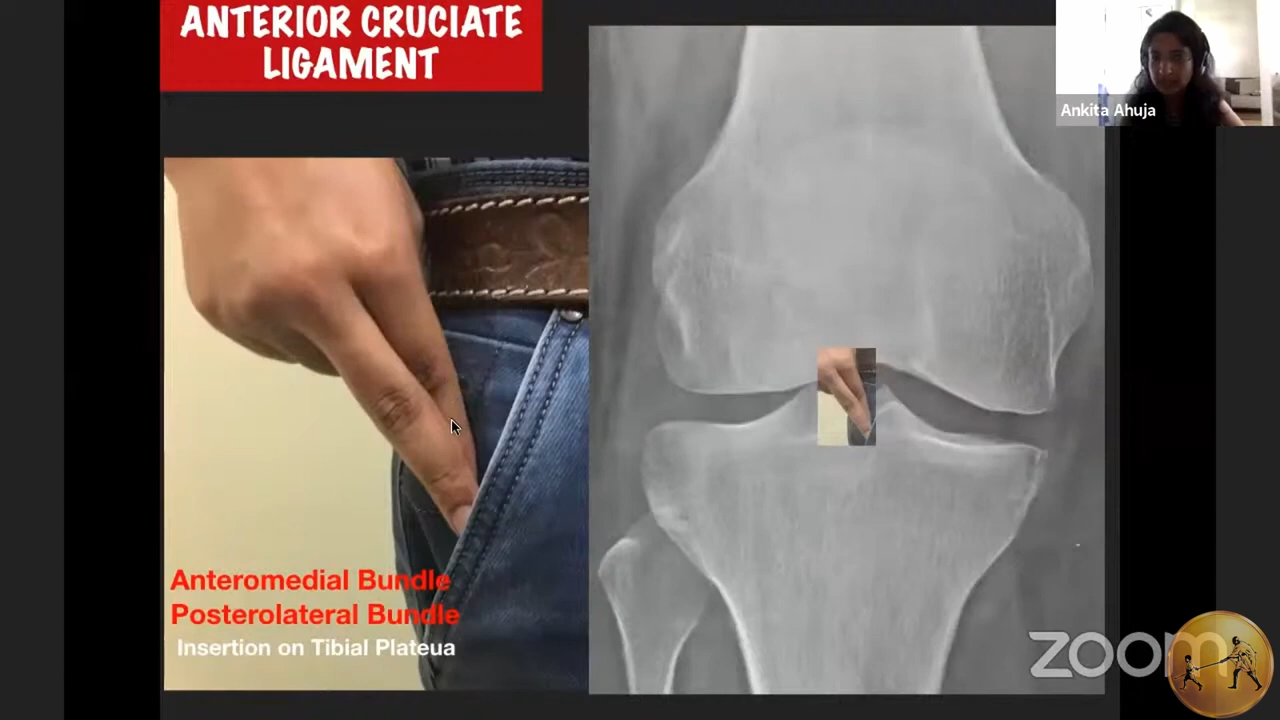 ANTERIOR CRUCIATE
LIGAMENT
Ankita Ahuja
Anteromedial Bundle
Posterolateral Bundle
Insertion on Tibial Plateua
zoom